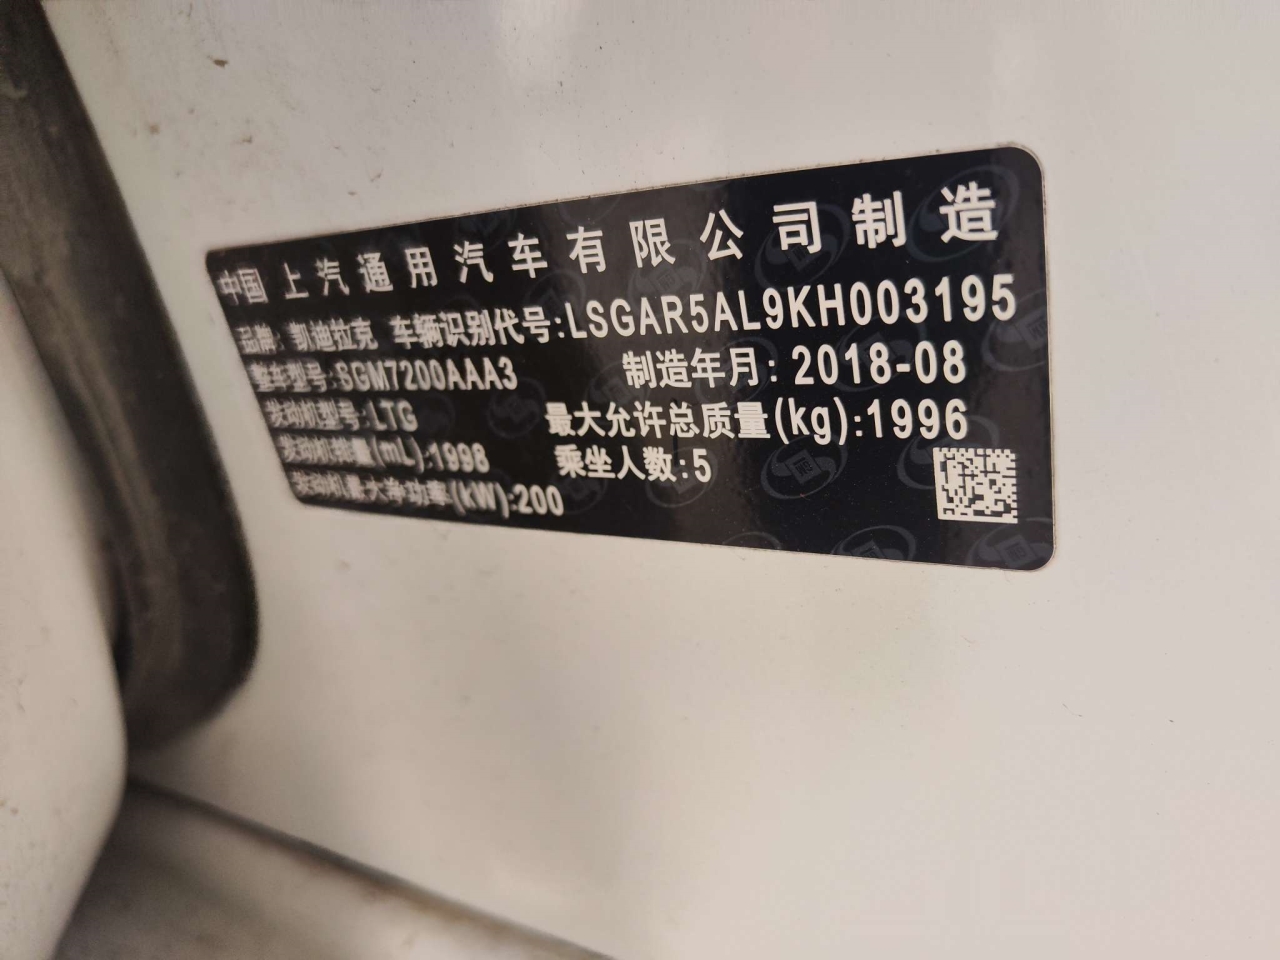 中国 上汽通用汽车有限公司制造
品牌: 凯迪拉克 车辆识别代号:LSGAR5AL9KH003195
整车型号:SGM7200AAA3 制造年月: 2018-08
发动机型号:LTG 最大允许总质量(kg):1996
发动机排量(mL):1998 乘坐人数:5
发动机最大净功率(kW):200